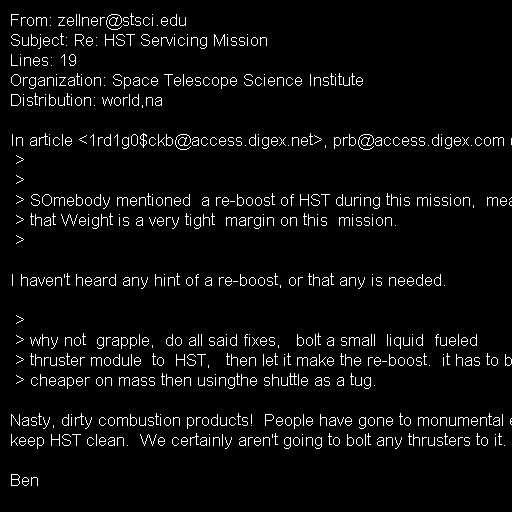 From: zellner@stsci.edu
Subject: Re: HST Servicing Mission
Lines: 19
Organization: Space Telescope Science Institute
Distribution: world,na

In article <1rd1g0$ckb@access.digex.net>, prb@access.digex.com
>
>
> SOmebody mentioned  a re-boost of HST during this mission,
> that Weight is a very tight  margin on this  mission.
>

I haven't heard any hint of a re-boost, or that any is needed.

>
> why not  grapple,  do all said fixes,   bolt a small  liquid  fueled
> thruster module  to  HST,   then let it make the re-boost.  it has to
> cheaper on mass then usingthe shuttle as a tug.

Nasty, dirty combustion products!  People have gone to monumental
keep HST clean.  We certainly aren't going to bolt any thrusters to it.

Ben